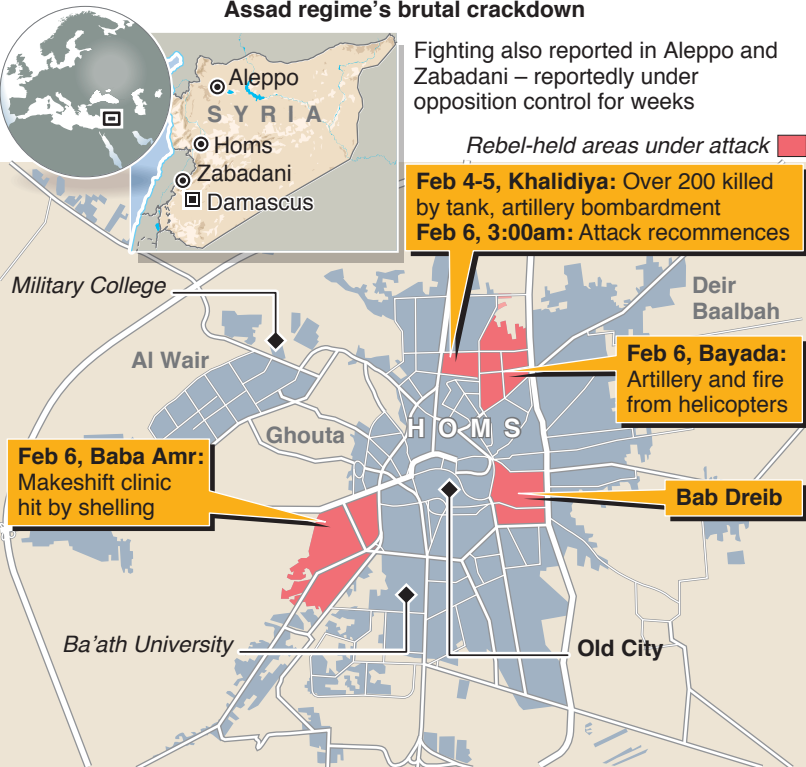 Assad regime's brutal crackdown
Fighting also reported in Aleppo and
Zabadani – reportedly under
opposition control for weeks
Aleppo
SYRIA
Homs
Zabadani
Damascus
Rebel-held areas under attack
Feb 4-5, Khalidiya: Over 200 killed
by tank, artillery bombardment
Feb 6, 3:00am: Attack recommences
Military College
Deir
Baalbah
Al Wair
Feb 6, Bayada:
Artillery and fire
from helicopters
Ghouta
HOMS
Feb 6, Baba Amr:
Makeshift clinic
hit by shelling
Bab Dreib
Ba'ath University
Old City